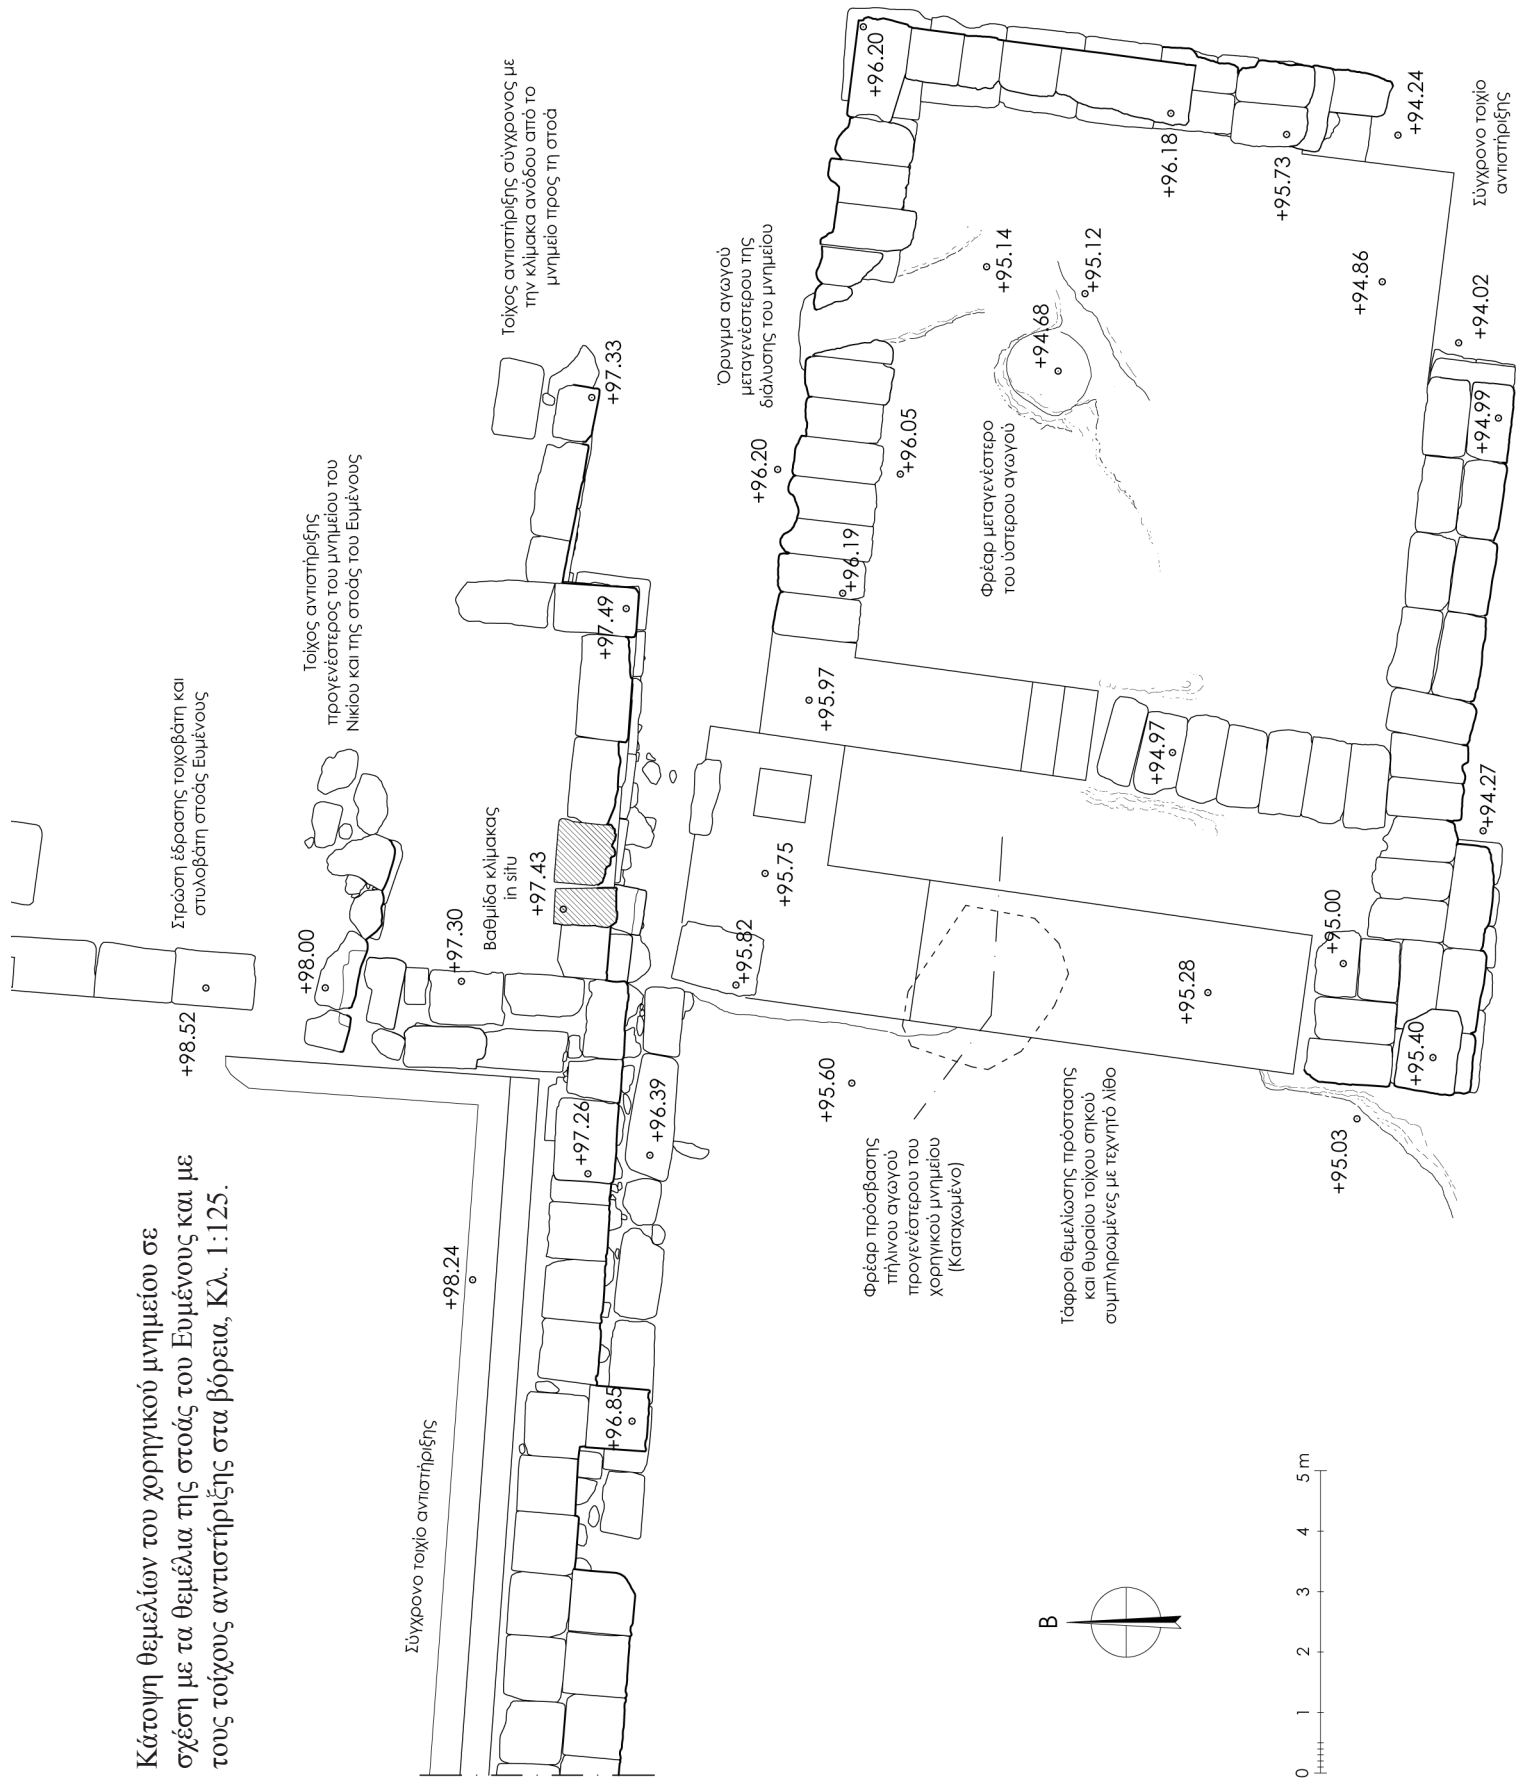 Κάτοψη θεμελίων του χορηγικού μνημείου σε
σχέση με τα θεμέλια της στοάς του Ευμένους και με
τους τοίχους αντιστήριξης στα βόρεια, Κλ. 1:125.
Στρώση έδρασης τοιχοβάτη και
στυλοβάτη στοάς Ευμένους
+98.52
Τοίχος αντιστήριξης
προγενέστερος του μνημείου του
Νικίου και της στοάς του Ευμένους
+98.00
Σύγχρονο τοιχίο αντιστήριξης
+98.24
+97.30
Βαθμίδα κλίμακας
in situ
+97.43
Τοίχος αντιστήριξης σύγχρονος με
την κλίμακα ανόδου από το
μνημείο προς τη στοά
+97.33
+97.49
+97.26
+96.39
+96.85
Όρυγμα αγωγού
μεταγενέστερου της
διάλυσης του μνημείου
+96.20
+96.20
+96.05
+96.19
+95.97
+95.75
+95.82
+95.60
Φρέαρ πρόσβασης
πήλινου αγωγού
προγενέστερου του
χορηγικού μνημείου
(Καταχωμένο)
Φρέαρ μεταγενέστερο
του ύστερου αγωγού
+95.14
+95.12
+94.68
+96.18
+95.73
+94.24
+94.86
Σύγχρονο τοιχίο
αντιστήριξης
+94.02
+94.99
+94.97
+94.27
+95.28
+95.00
+95.40
+95.03
Τάφροι θεμελίωσης πρόστασης
και θυραίου τοίχου σηκού
συμπληρωμένες με τεχνητό λίθο
Β
0 1 2 3 4 5 m